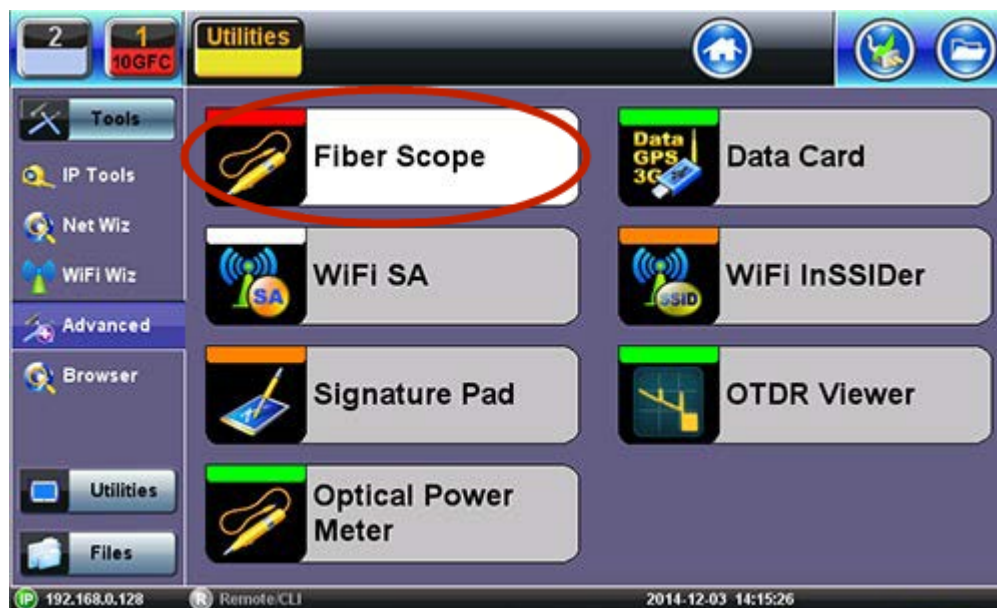 2
1
10GFC
Utilities
Tools
IP Tools
Net Wiz
WiFi Wiz
Advanced
Browser
Utilities
Files
Fiber Scope
Data
GPS
3G
Data Card
SA
WiFi SA
SSID
WiFi InSSIDer
Signature Pad
OTDR Viewer
Optical Power
Meter
IP 192.168.0.128
R Remote/CLI
2014-12-03 14:15:26